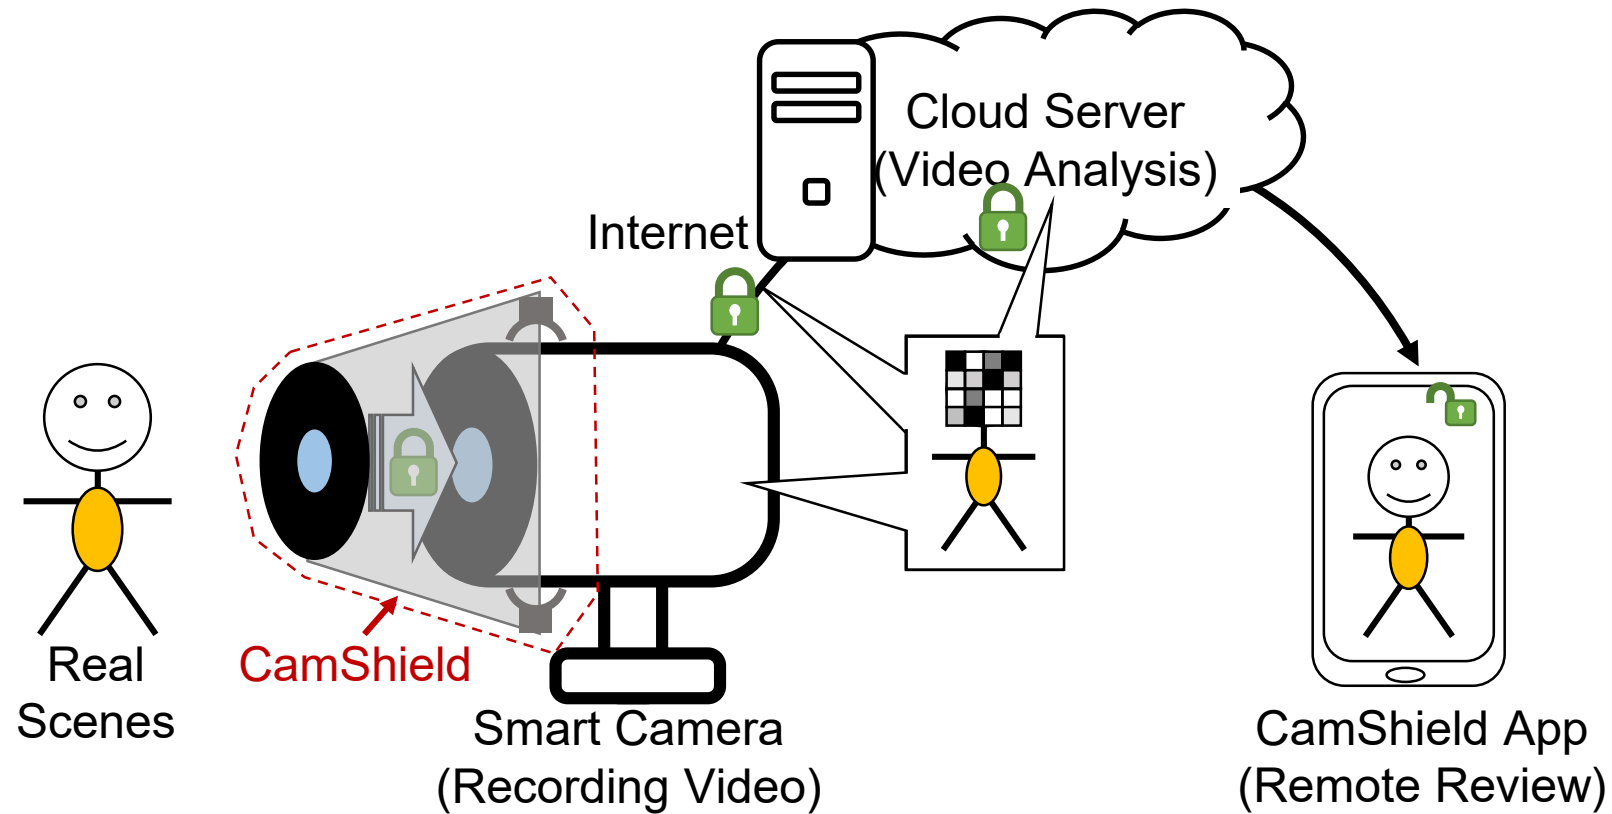 Cloud Server
(Video Analysis)
Internet
Real
Scenes
CamShield
Smart Camera
(Recording Video)
CamShield App
(Remote Review)